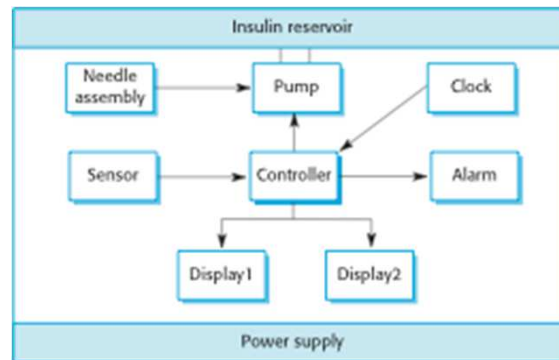 Insulin reservoir
Needle
assembly
Pump
Clock
Sensor
Controller
Alarm
Display1
Display2
Power supply